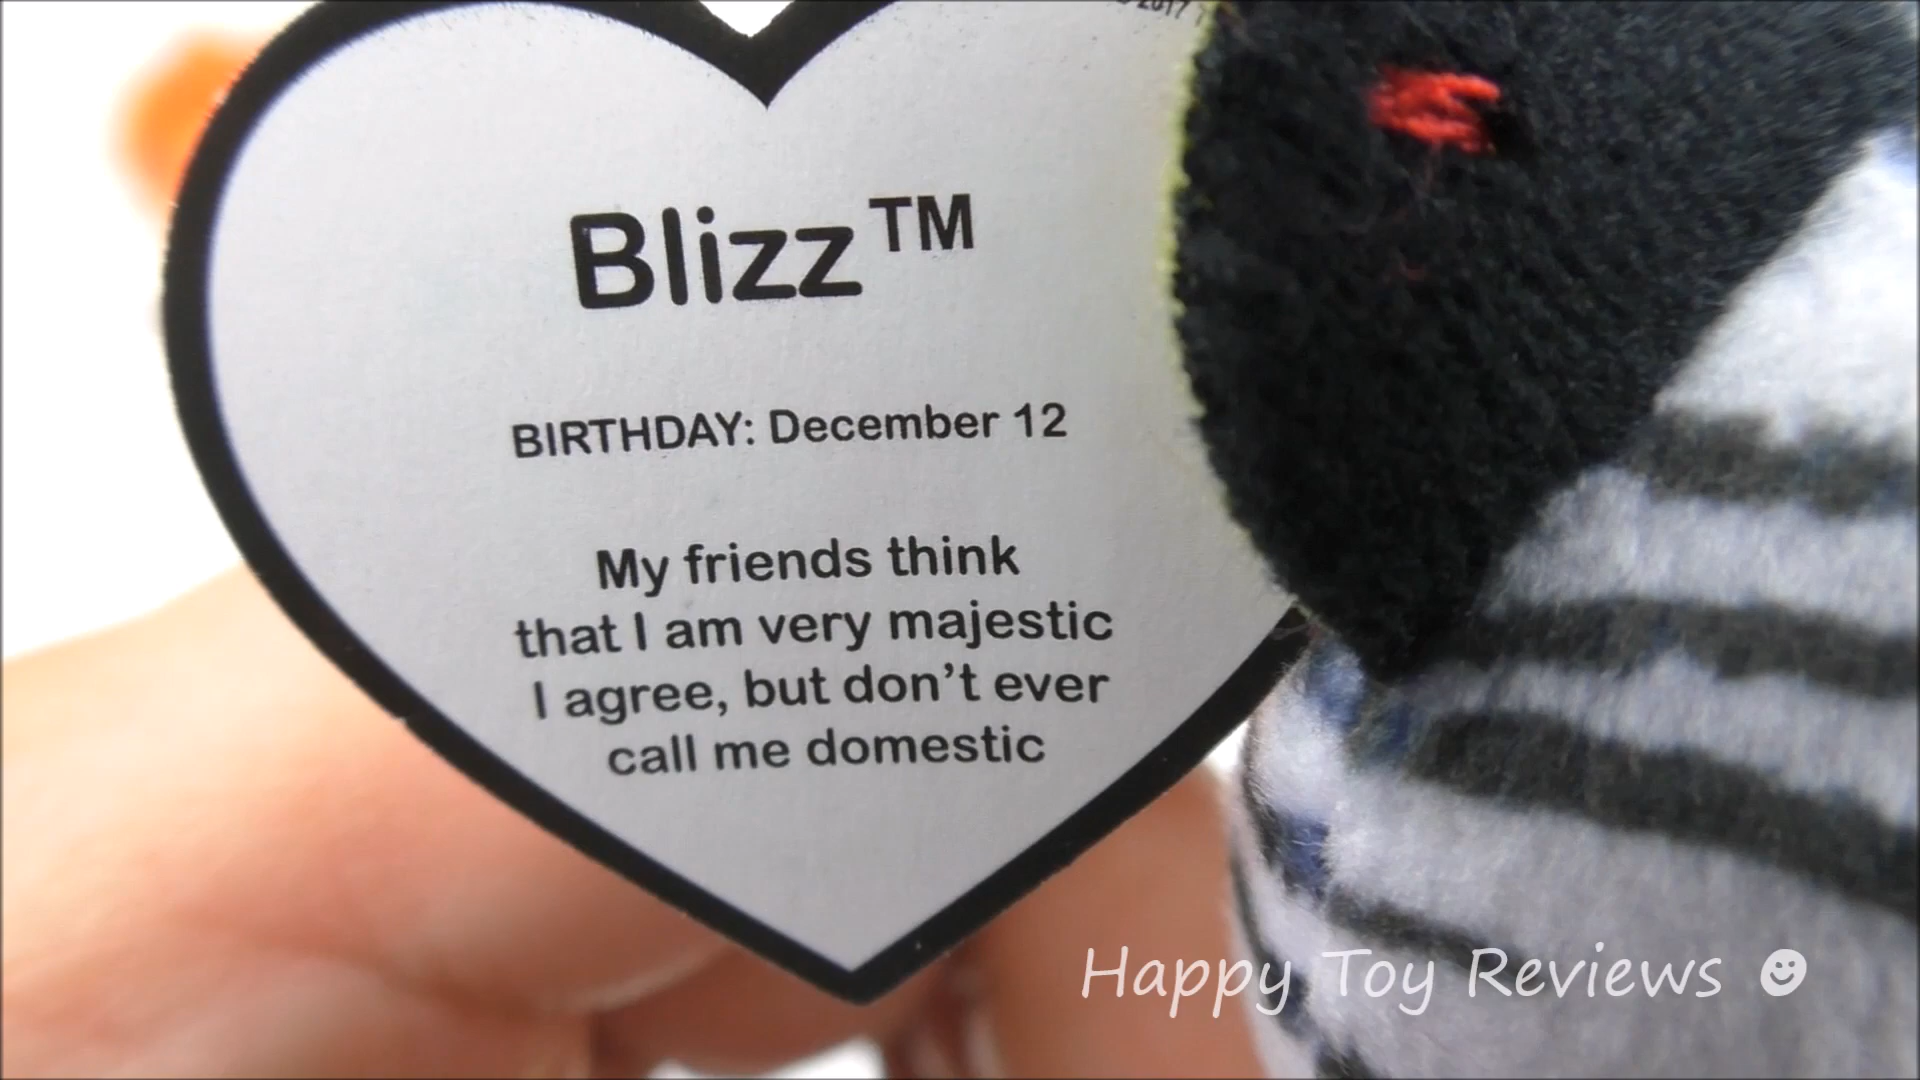 2017
Blizz™
BIRTHDAY: December 12
My friends think
that I am very majestic
I agree, but don't ever
call me domestic
Happy Toy Reviews ☻